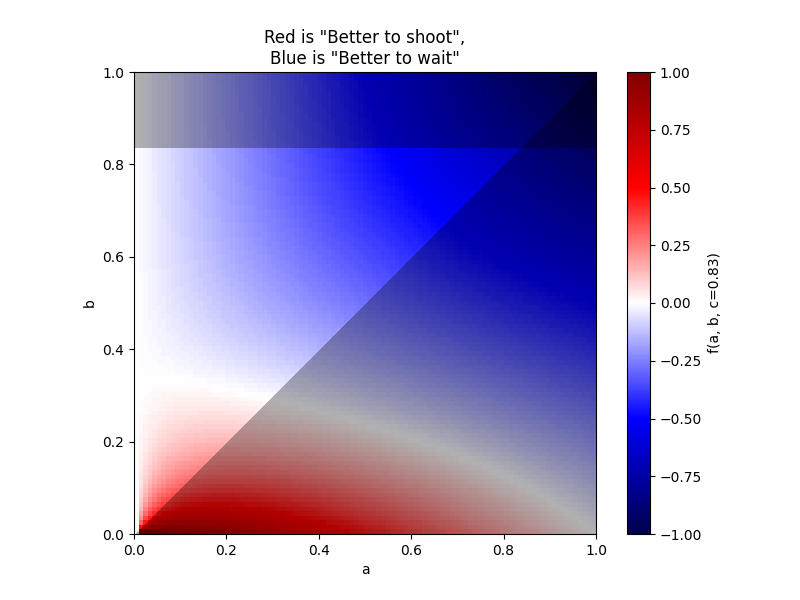 Red is "Better to shoot",
Blue is "Better to wait"
1.0
0.8
0.6
0.4
0.2
0.0
b
0.0 0.2 0.4 0.6 0.8 1.0
a
1.00
0.75
0.50
0.25
0.00
−0.25
−0.50
−0.75
−1.00
f(a, b, c=0.83)